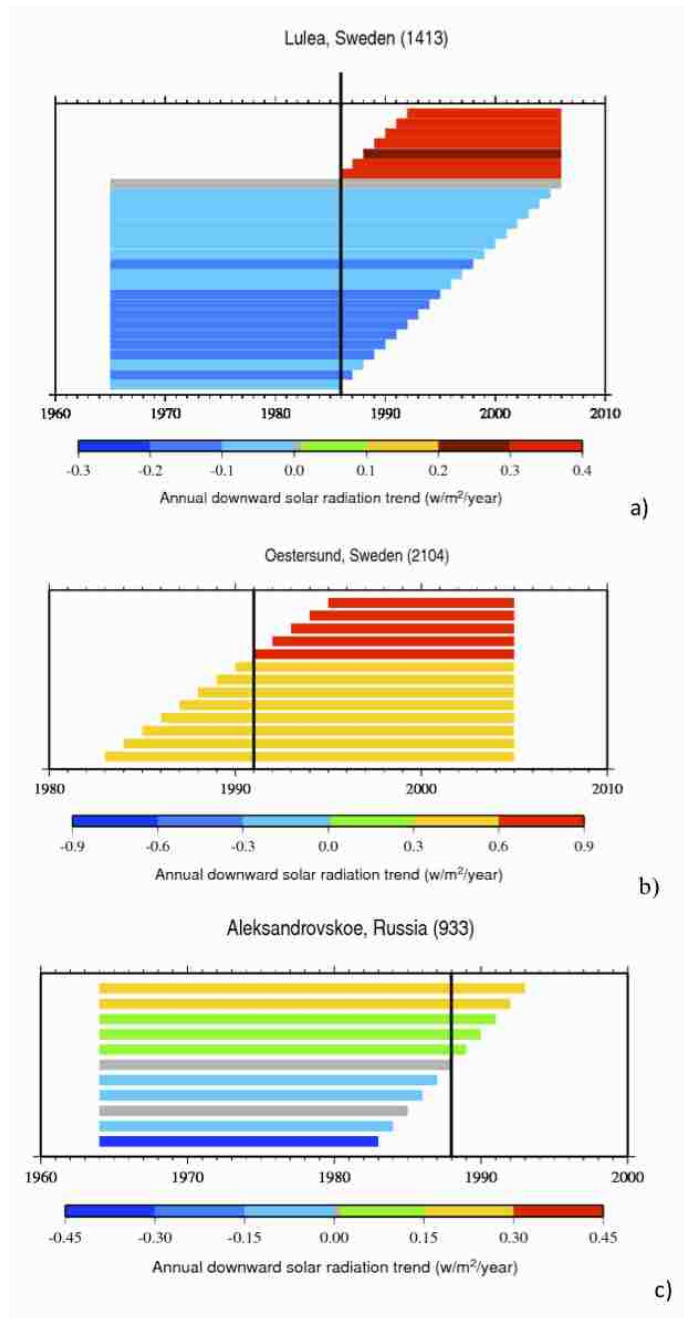 Lulea, Sweden (1413)
1960 1970 1980 1990 2000 2010
-0.3 -0.2 -0.1 0.0 0.1 0.2 0.3 0.4
Annual downward solar radiation trend (w/m²/year)
a)
Oestersund, Sweden (2104)
1980 1990 2000 2010
-0.9 -0.6 -0.3 0.0 0.3 0.6 0.9
Annual downward solar radiation trend (w/m²/year)
b)
Aleksandrovskoe, Russia (933)
1960 1970 1980 1990 2000
-0.45 -0.30 -0.15 0.00 0.15 0.30 0.45
Annual downward solar radiation trend (w/m²/year)
c)